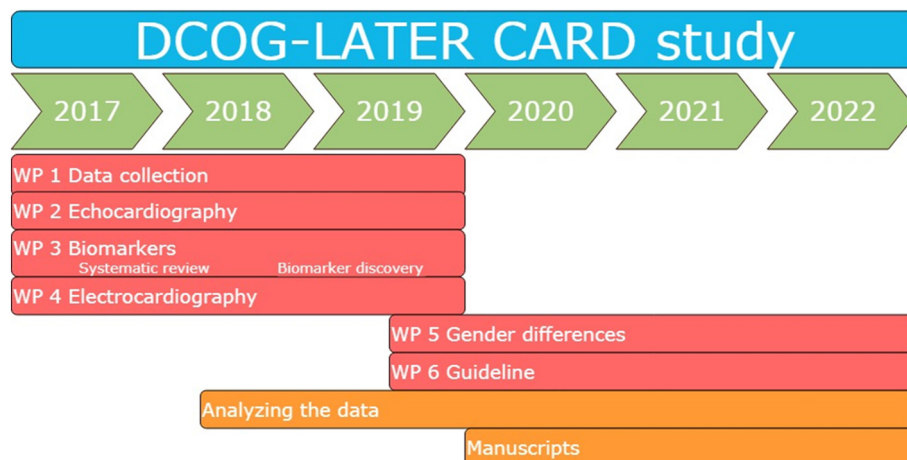 DCOG-LATER CARD study
2017 2018 2019 2020 2021 2022
WP 1 Data collection
WP 2 Echocardiography
WP 3 Biomarkers
Systematic review Biomarker discovery
WP 4 Electrocardiography
WP 5 Gender differences
WP 6 Guideline
Analyzing the data
Manuscripts